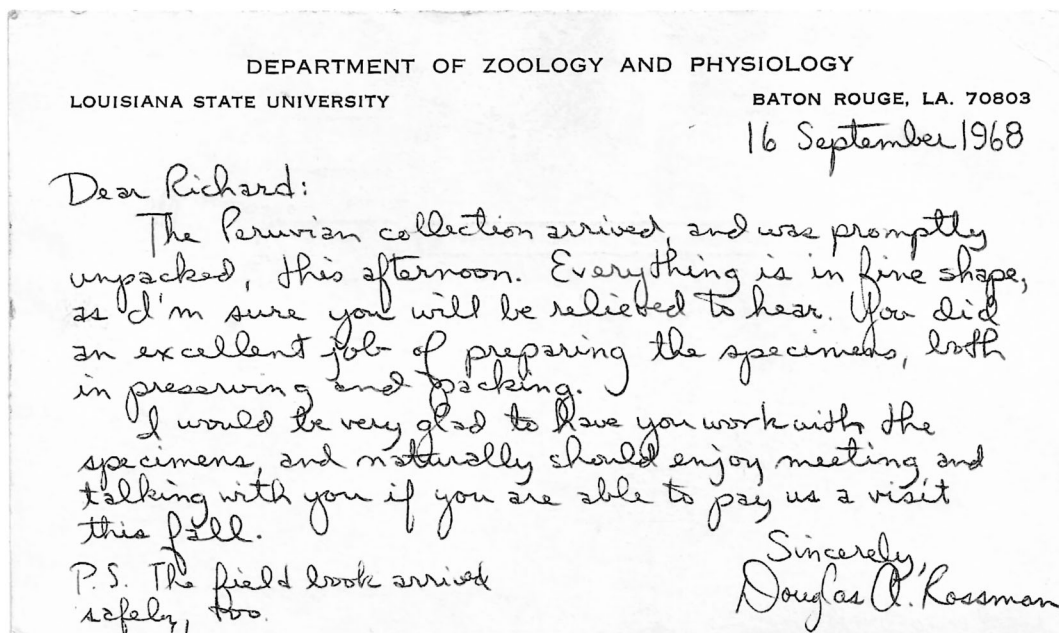 DEPARTMENT OF ZOOLOGY AND PHYSIOLOGY
LOUISIANA STATE UNIVERSITY BATON ROUGE, LA. 70803
16 September 1968
Dear Richard:
The Peruvian collection arrived, and was promptly
unpacked, this afternoon. Everything is in fine shape,
as I'm sure you will be relieved to hear. You did
an excellent job of preparing the specimens, both
in preserving and packing.
I would be very glad to have you work with the
specimens, and naturally should enjoy meeting and
talking with you if you are able to pay us a visit
this fall.
Sincerely,
Douglas A. Rossman
P.S. The field book arrived
safely, too.